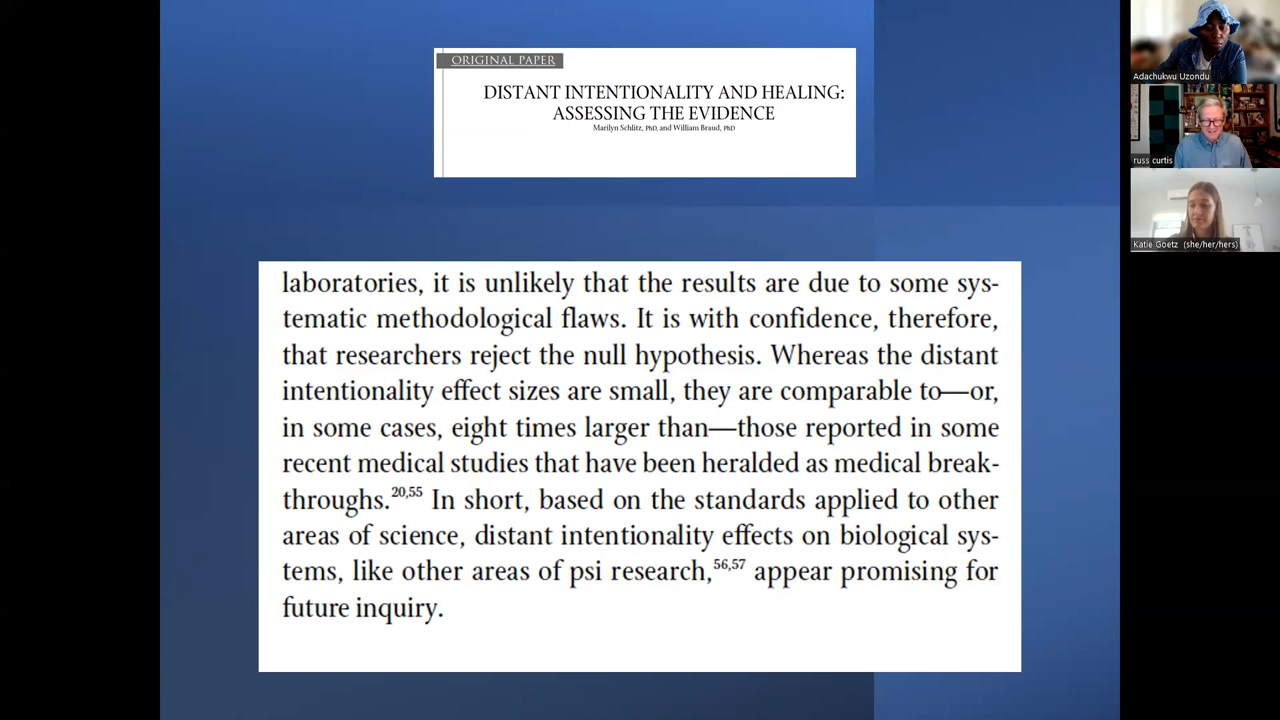 ORIGINAL PAPER
DISTANT INTENTIONALITY AND HEALING:
ASSESSING THE EVIDENCE
Marilyn Schlitz, PhD, and William Braud, PhD
laboratories, it is unlikely that the results are due to some sys-
tematic methodological flaws. It is with confidence, therefore,
that researchers reject the null hypothesis. Whereas the distant
intentionality effect sizes are small, they are comparable to—or,
in some cases, eight times larger than—those reported in some
recent medical studies that have been heralded as medical break-
throughs.20,55 In short, based on the standards applied to other
areas of science, distant intentionality effects on biological sys-
tems, like other areas of psi research,56,57 appear promising for
future inquiry.
Adachukwu Uzondu
russ curtis
Katie Goetz (she/her/hers)